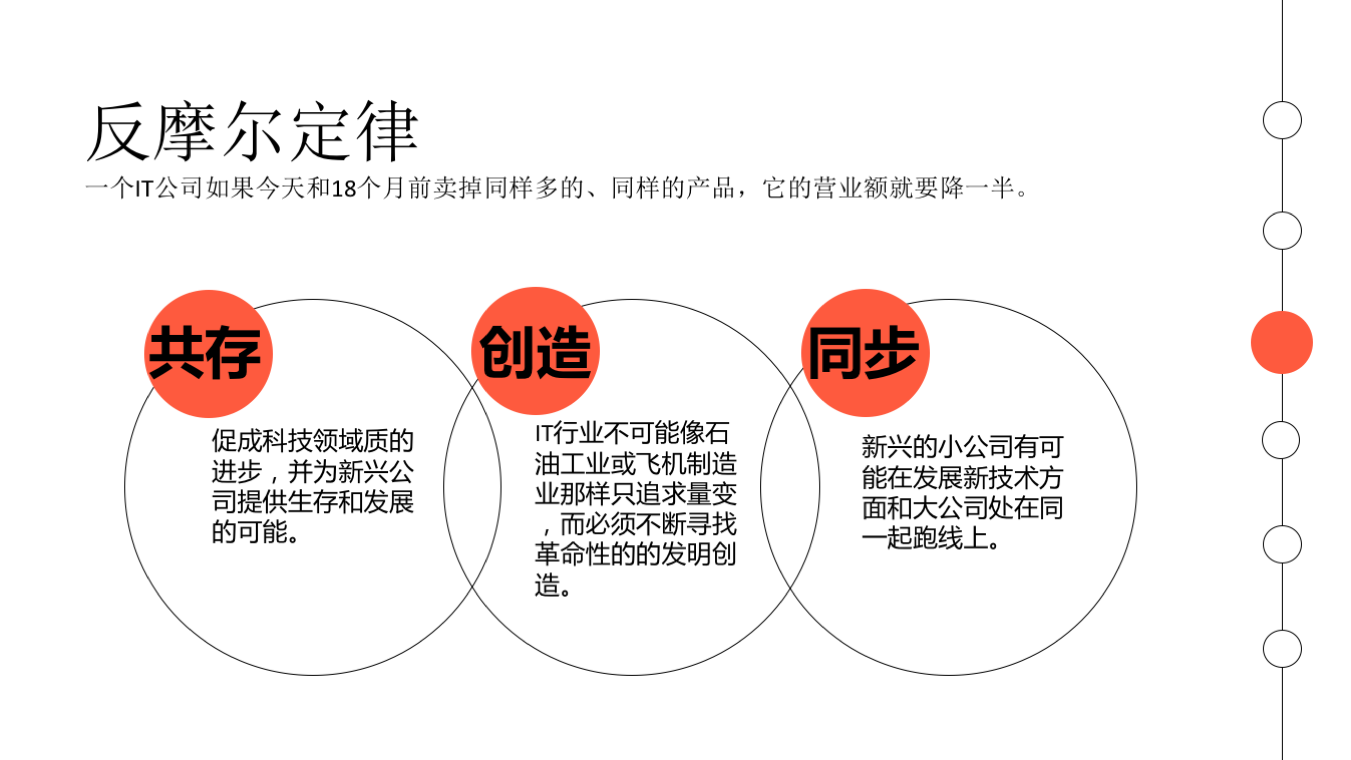 反摩尔定律
一个IT公司如果今天和18个月前卖掉同样多的、同样的产品，它的营业额就要降一半。
共存
促成科技领域质的
进步，并为新兴公
司提供生存和发展
的可能。
创造
IT行业不可能像石
油工业或飞机制造
业那样只追求量变
，而必须不断寻找
革命性的的发明创
造。
同步
新兴的小公司有可
能在发展新技术方
面和大公司处在同
一起跑线上。